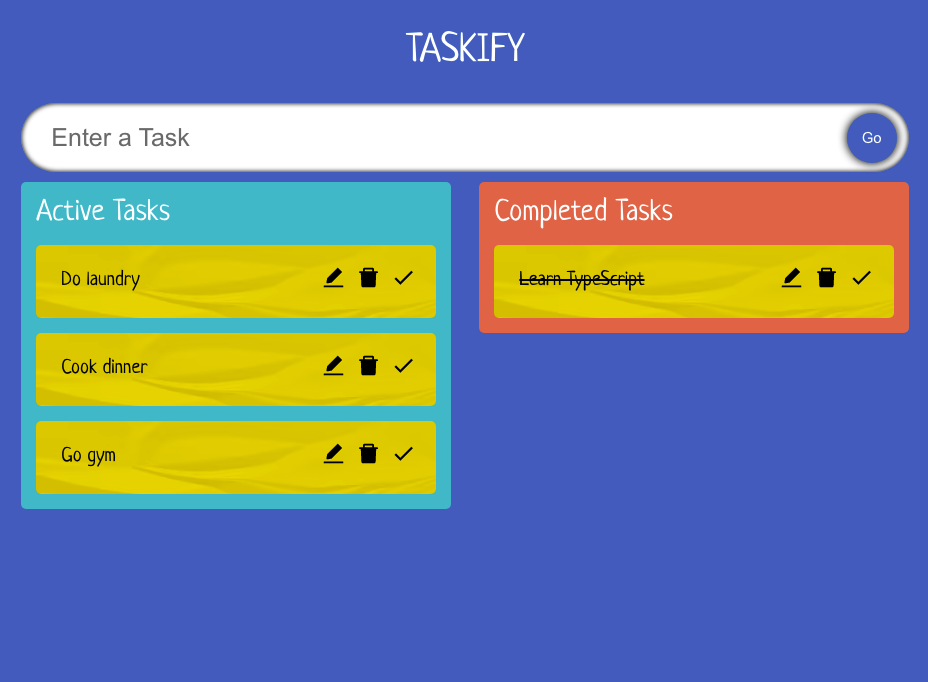 TASKIFY
Enter a Task
Go
Active Tasks
Do laundry
Cook dinner
Go gym
Completed Tasks
Learn TypeScript